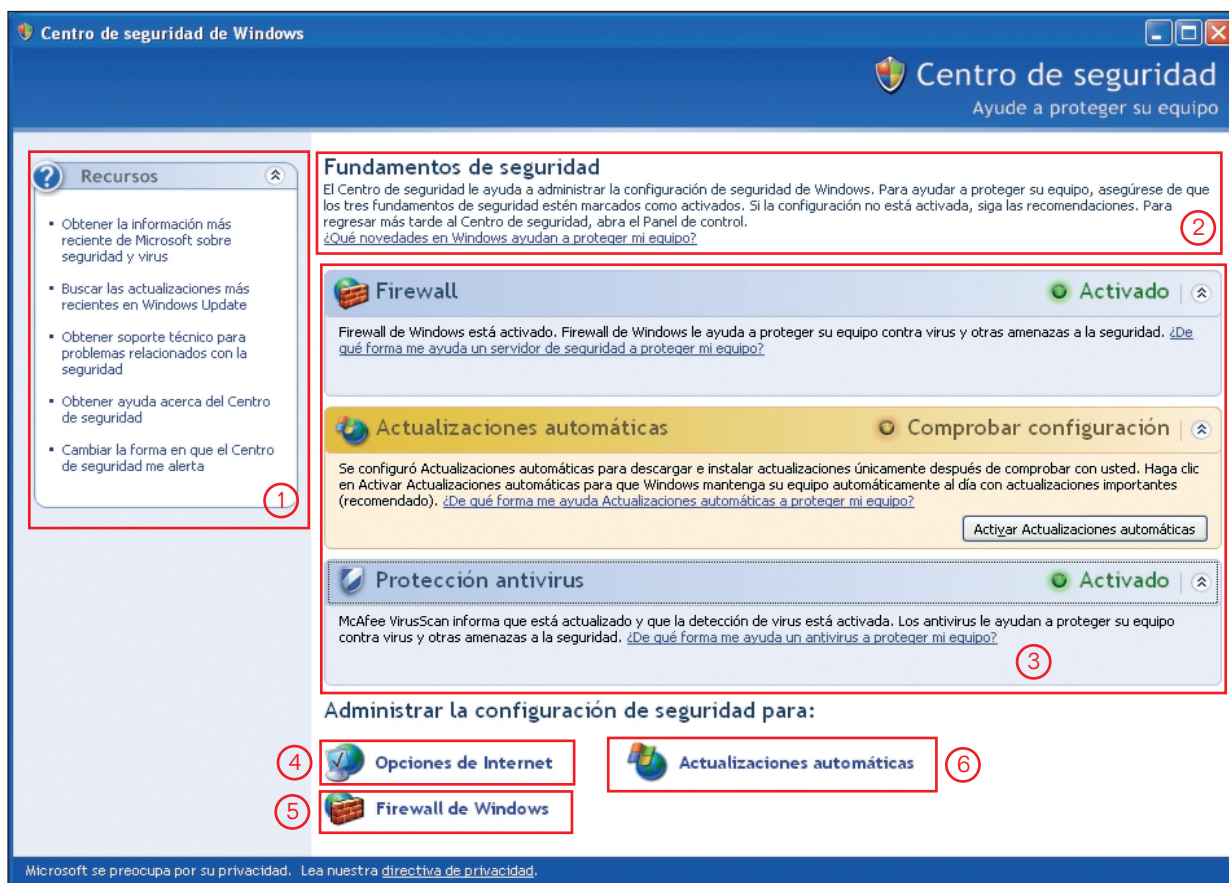 Centro de seguridad de Windows
Centro de seguridad
Ayude a proteger su equipo
Recursos
Obtener la información más
reciente de Microsoft sobre
seguridad y virus
Buscar las actualizaciones más
recientes en Windows Update
Obtener soporte técnico para
problemas relacionados con la
seguridad
Obtener ayuda acerca del Centro
de seguridad
Cambiar la forma en que el Centro
de seguridad me alerta
1
Fundamentos de seguridad
El Centro de seguridad le ayuda a administrar la configuración de seguridad de Windows. Para ayudar a proteger su equipo, asegúrese de que
los tres fundamentos de seguridad estén marcados como activados. Si la configuración no está activada, siga las recomendaciones. Para
regresar más tarde al Centro de seguridad, abra el Panel de control.
¿Qué novedades en Windows ayudan a proteger mi equipo?
2
Firewall
Activado
Firewall de Windows está activado. Firewall de Windows le ayuda a proteger su equipo contra virus y otras amenazas a la seguridad. ¿De
qué forma me ayuda un servidor de seguridad a proteger mi equipo?
Actualizaciones automáticas
Comprobar configuración
Se configuró Actualizaciones automáticas para descargar e instalar actualizaciones únicamente después de comprobar con usted. Haga clic
en Activar Actualizaciones automáticas para que Windows mantenga su equipo automáticamente al día con actualizaciones importantes
(recomendado). ¿De qué forma me ayuda Actualizaciones automáticas a proteger mi equipo?
Activar Actualizaciones automáticas
Protección antivirus
Activado
McAfee VirusScan informa que está actualizado y que la detección de virus está activada. Los antivirus le ayudan a proteger su equipo
contra virus y otras amenazas a la seguridad. ¿De qué forma me ayuda un antivirus a proteger mi equipo?
3
Administrar la configuración de seguridad para:
4
Opciones de Internet
Actualizaciones automáticas
6
5
Firewall de Windows
Microsoft se preocupa por su privacidad. Lea nuestra directiva de privacidad.